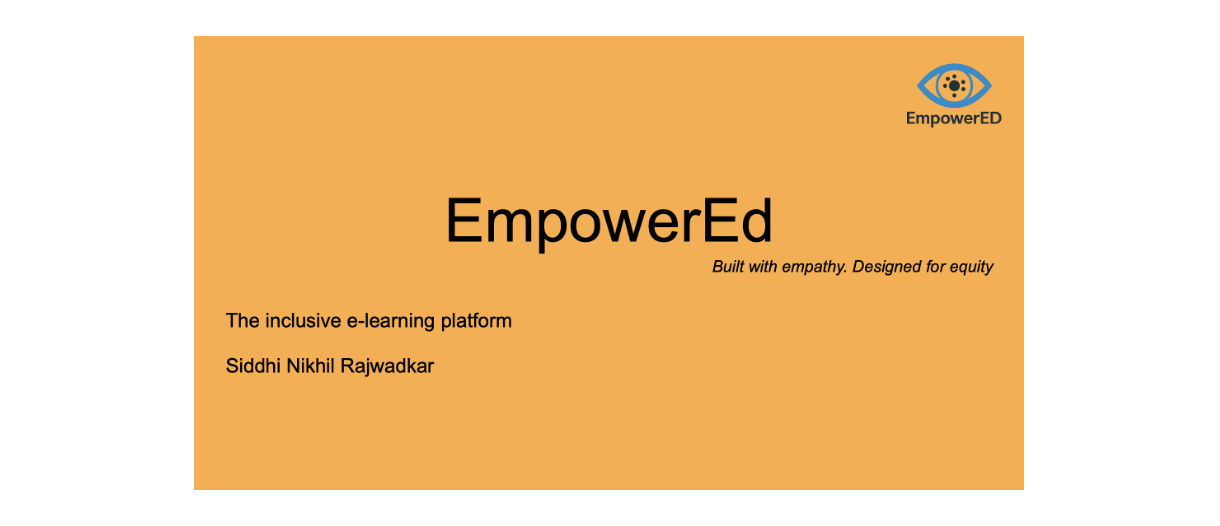 EmpowerED
EmpowerEd
Built with empathy. Designed for equity
The inclusive e-learning platform
Siddhi Nikhil Rajwadkar